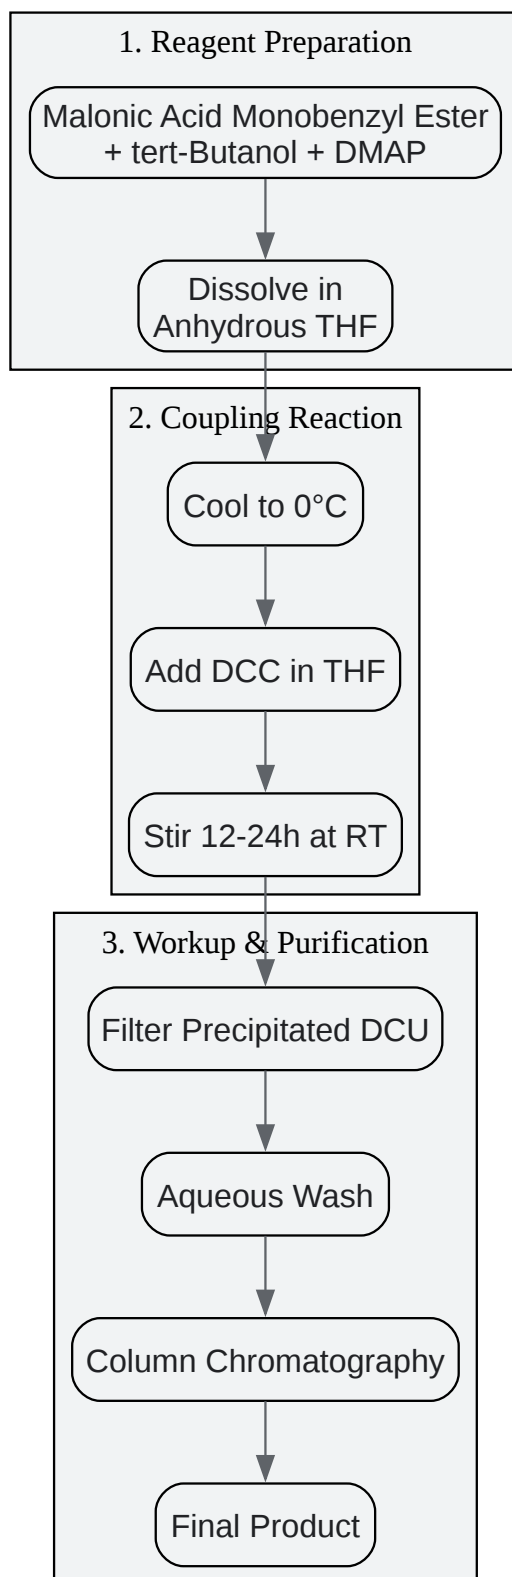 1. Reagent Preparation
Malonic Acid Monobenzyl Ester
+ tert-Butanol + DMAP
Dissolve in
Anhydrous THF
2. Coupling Reaction
Cool to 0°C
Add DCC in THF
Stir 12-24h at RT
3. Workup & Purification
Filter Precipitated DCU
Aqueous Wash
Column Chromatography
Final Product